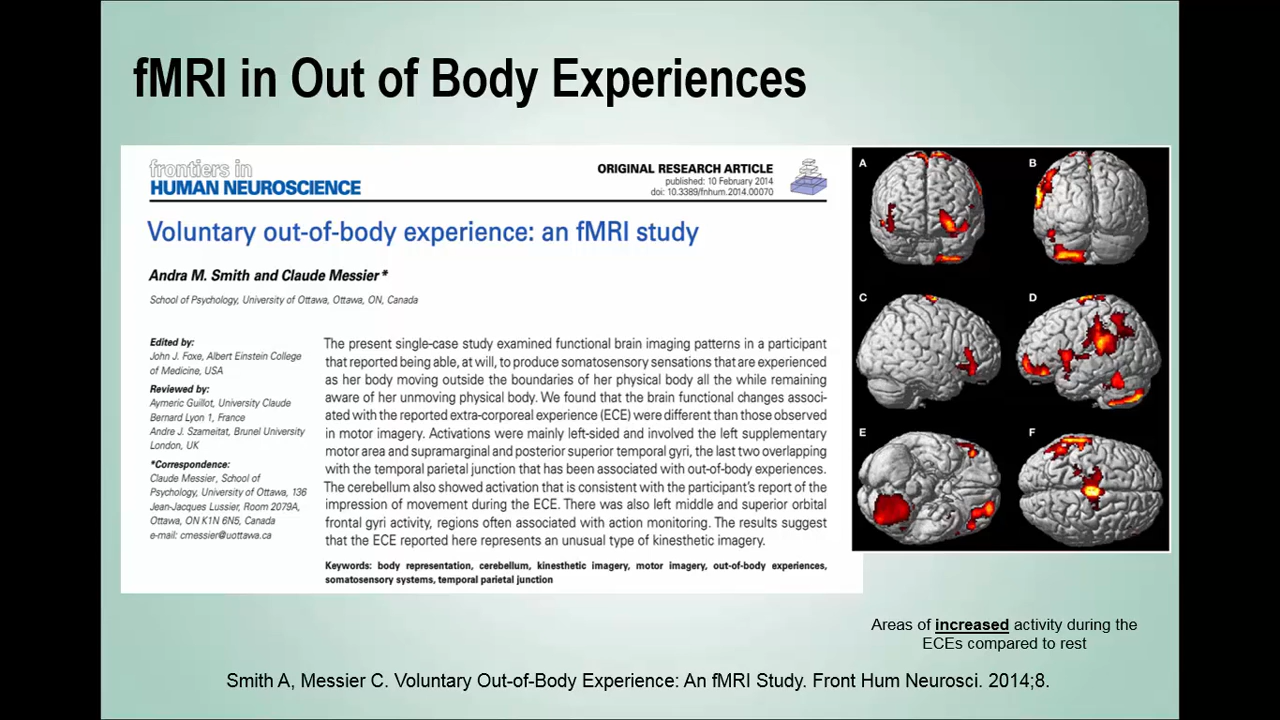 fMRI in Out of Body Experiences
frontiers in
HUMAN NEUROSCIENCE
ORIGINAL RESEARCH ARTICLE
published: 10 February 2014
doi: 10.3389/fnhum.2014.00070
Voluntary out-of-body experience: an fMRI study
Andra M. Smith and Claude Messier*
School of Psychology, University of Ottawa, Ottawa, ON, Canada
Edited by:
John J. Foxe, Albert Einstein College
of Medicine, USA
Reviewed by:
Aymeric Guillot, University Claude
Bernard Lyon 1, France
Andre J. Szameitat, Brunel University
London, UK
*Correspondence:
Claude Messier, School of
Psychology, University of Ottawa, 136
Jean-Jacques Lussier, Room 2079A,
Ottawa, ON K1N 6N5, Canada
e-mail: cmessier@uottawa.ca
The present single-case study examined functional brain imaging patterns in a participant
that reported being able, at will, to produce somatosensory sensations that are experienced
as her body moving outside the boundaries of her physical body all the while remaining
aware of her unmoving physical body. We found that the brain functional changes associ-
ated with the reported extra-corporeal experience (ECE) were different than those observed
in motor imagery. Activations were mainly left-sided and involved the left supplementary
motor area and supramarginal and posterior superior temporal gyri, the last two overlapping
with the temporal parietal junction that has been associated with out-of-body experiences.
The cerebellum also showed activation that is consistent with the participant's report of the
impression of movement during the ECE. There was also left middle and superior orbital
frontal gyri activity, regions often associated with action monitoring. The results suggest
that the ECE reported here represents an unusual type of kinesthetic imagery.
Keywords: body representation, cerebellum, kinesthetic imagery, motor imagery, out-of-body experiences,
somatosensory systems, temporal parietal junction
A
B
C
D
E
F
Areas of increased activity during the
ECEs compared to rest
Smith A, Messier C. Voluntary Out-of-Body Experience: An fMRI Study. Front Hum Neurosci. 2014;8.